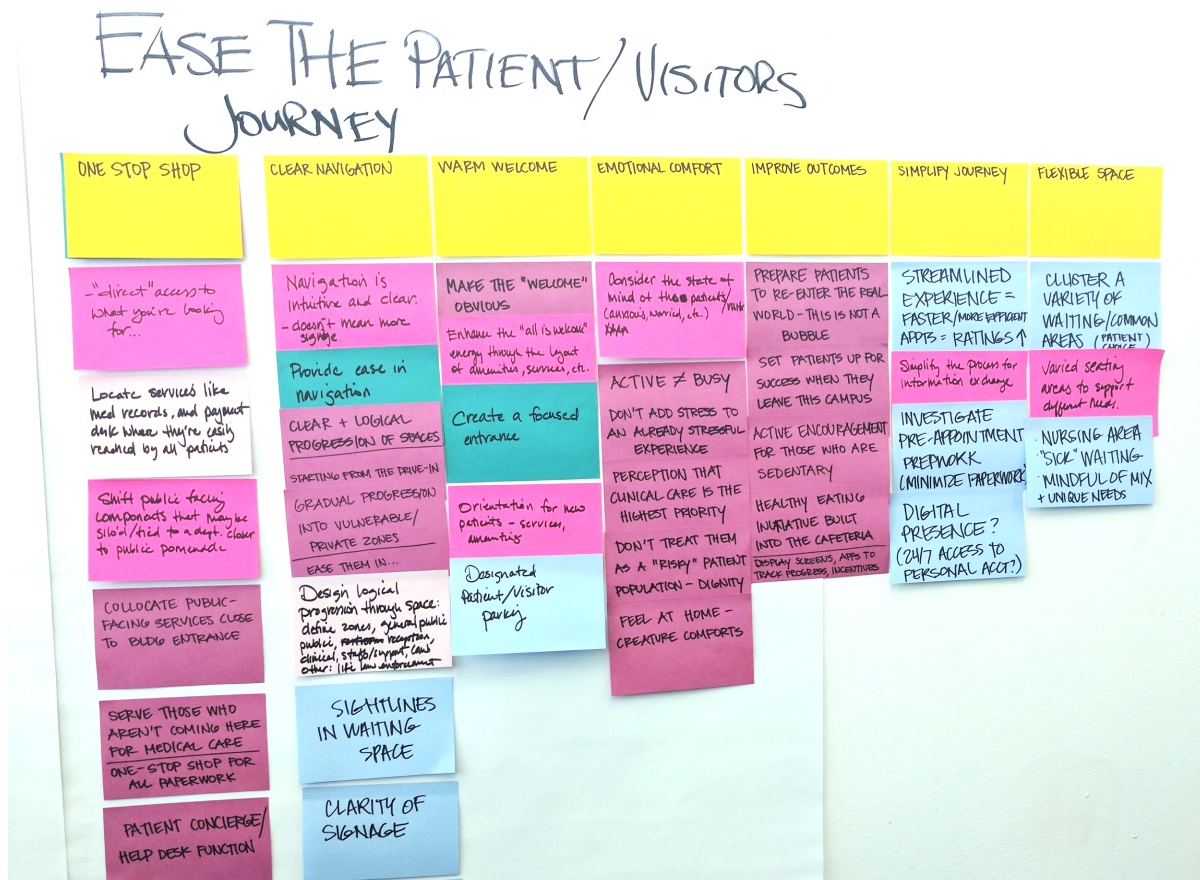 EASE THE PATIENT/VISITORS
JOURNEY
ONE STOP SHOP
-"direct" access to
what you're looking
for...
Locate services like
med records, and payment
desk where they're easily
reached by all patients
Shift public facing
components that may be
silo'd/tied to a dept. closer
to public pomenade
COLLOCATE PUBLIC-
FACING SERVICES CLOSE
TO BLDG ENTRANCE
SERVE THOSE WHO
AREN'T COMING HERE
FOR MEDICAL CARE
ONE-STOP SHOP FOR
ALL PAPERWORK
PATIENT CONCIERGE/
HELP DESK FUNCTION
CLEAR NAVIGATION
Navigation is
intuitive and clear.
- doesn't mean more
signage
Provide ease in
navigation
CLEAR + LOGICAL
PROGRESSION OF SPACES
STARTING FROM THE DRIVE-IN
GRADUAL PROGRESSION
INTO VULNERABLE/
PRIVATE ZONES
EASE THEM IN...
Design logical
progression through space:
define zones, general public
public, reception,
clinical, staff/support,
other: life law enforcement
SIGHTLINES
IN WAITING
SPACE
CLARITY OF
SIGNAGE
WARM WELCOME
MAKE THE "WELCOME"
OBVIOUS
Enhance the "all is welcome"
energy through the layout
of amenities, services, etc.
Create a focused
entrance
Orientation for new
patients - services,
Designated
Patient/Visitor
parking
EMOTIONAL COMFORT
Consider the state of
mind of patients/
(anxious, worried, etc.)
ACTIVE ≠ BUSY
DON'T ADD STRESS TO
AN ALREADY STRESSFUL
EXPERIENCE
PERCEPTION THAT
CLINICAL CARE IS THE
HIGHEST PRIORITY
DON'T TREAT THEM
AS A "RISKY" PATIENT
POPULATION - DIGNITY
FEEL AT HOME -
CREATURE COMFORTS
IMPROVE OUTCOMES
PREPARE PATIENTS
TO RE-ENTER THE REAL
WORLD - THIS IS NOT A
BUBBLE
SET PATIENTS UP FOR
SUCCESS WHEN THEY
LEAVE THIS CAMPUS
ACTIVE ENCOURAGEMENT
FOR THOSE WHO ARE
SEDENTARY
HEALTHY EATING
INITIATIVE BUILT
INTO THE CAFETERIA
DISPLAY SCREENS, APPS TO
TRACK PROGRESS, INCENTIVES
SIMPLIFY JOURNEY
STREAMLINED
EXPERIENCE =
FASTER/MORE EFFICIENT
APPTS = RATINGS ↑
Simplify the process for
information exchange
INVESTIGATE
PRE-APPOINTMENT
PREPWORK
(MINIMIZE PAPERWORK)
DIGITAL
PRESENCE?
(24/7 ACCESS TO
PERSONAL ACCT?)
FLEXIBLE SPACE
CLUSTER A
VARIETY OF
WAITING/COMMON
AREAS (PATIENT
CHOICE)
Varied seating
areas to support
different needs.
· NURSING AREA
· "SICK" WAITING
· MINDFUL OF MIX
+ UNIQUE NEEDS